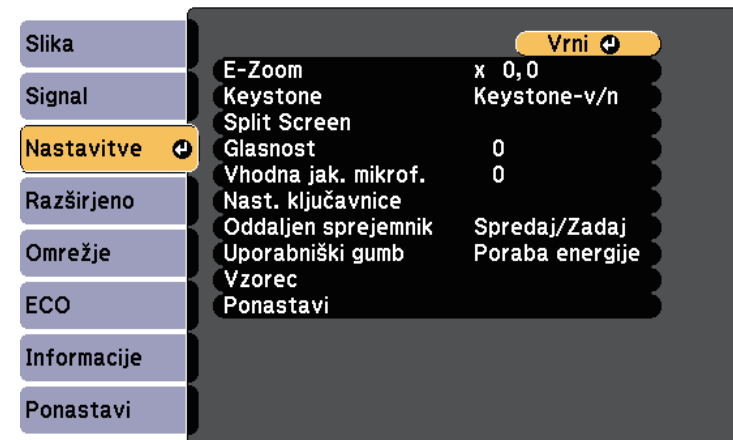 Slika
Signal
Nastavitve
Razširjeno
Omrežje
ECO
Informacije
Ponastavi
Vrni
E-Zoom x 0,0
Keystone Keystone-v/n
Split Screen
Glasnost 0
Vhodna jak. mikrof. 0
Nast. ključavnice
Oddaljen sprejemnik Spredaj/Zadaj
Uporabniški gumb Poraba energije
Vzorec
Ponastavi